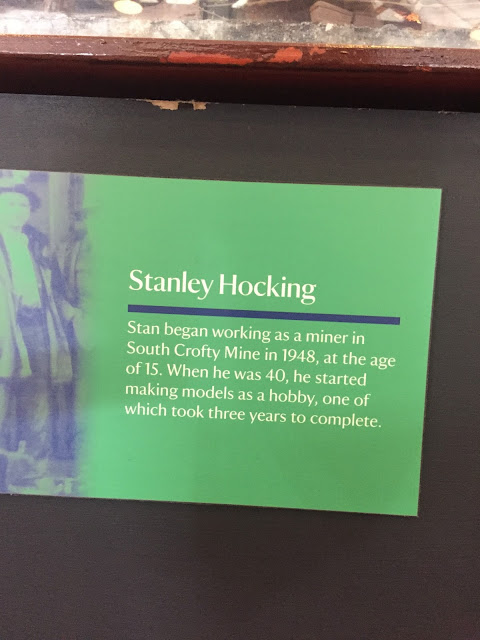 Stanley Hocking
Stan began working as a miner in
South Crofty Mine in 1948, at the age
of 15. When he was 40, he started
making models as a hobby, one of
which took three years to complete.